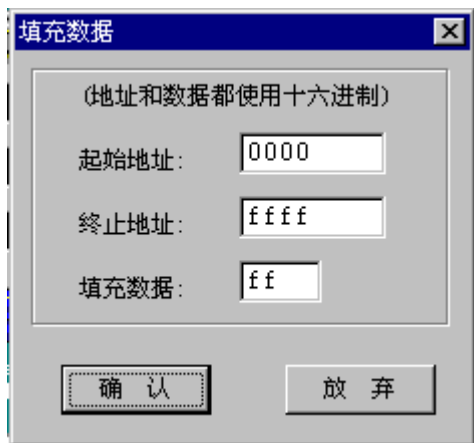 填充数据
(地址和数据都使用十六进制)
起始地址: 0000
终止地址: ffff
填充数据: ff
确 认 放 弃